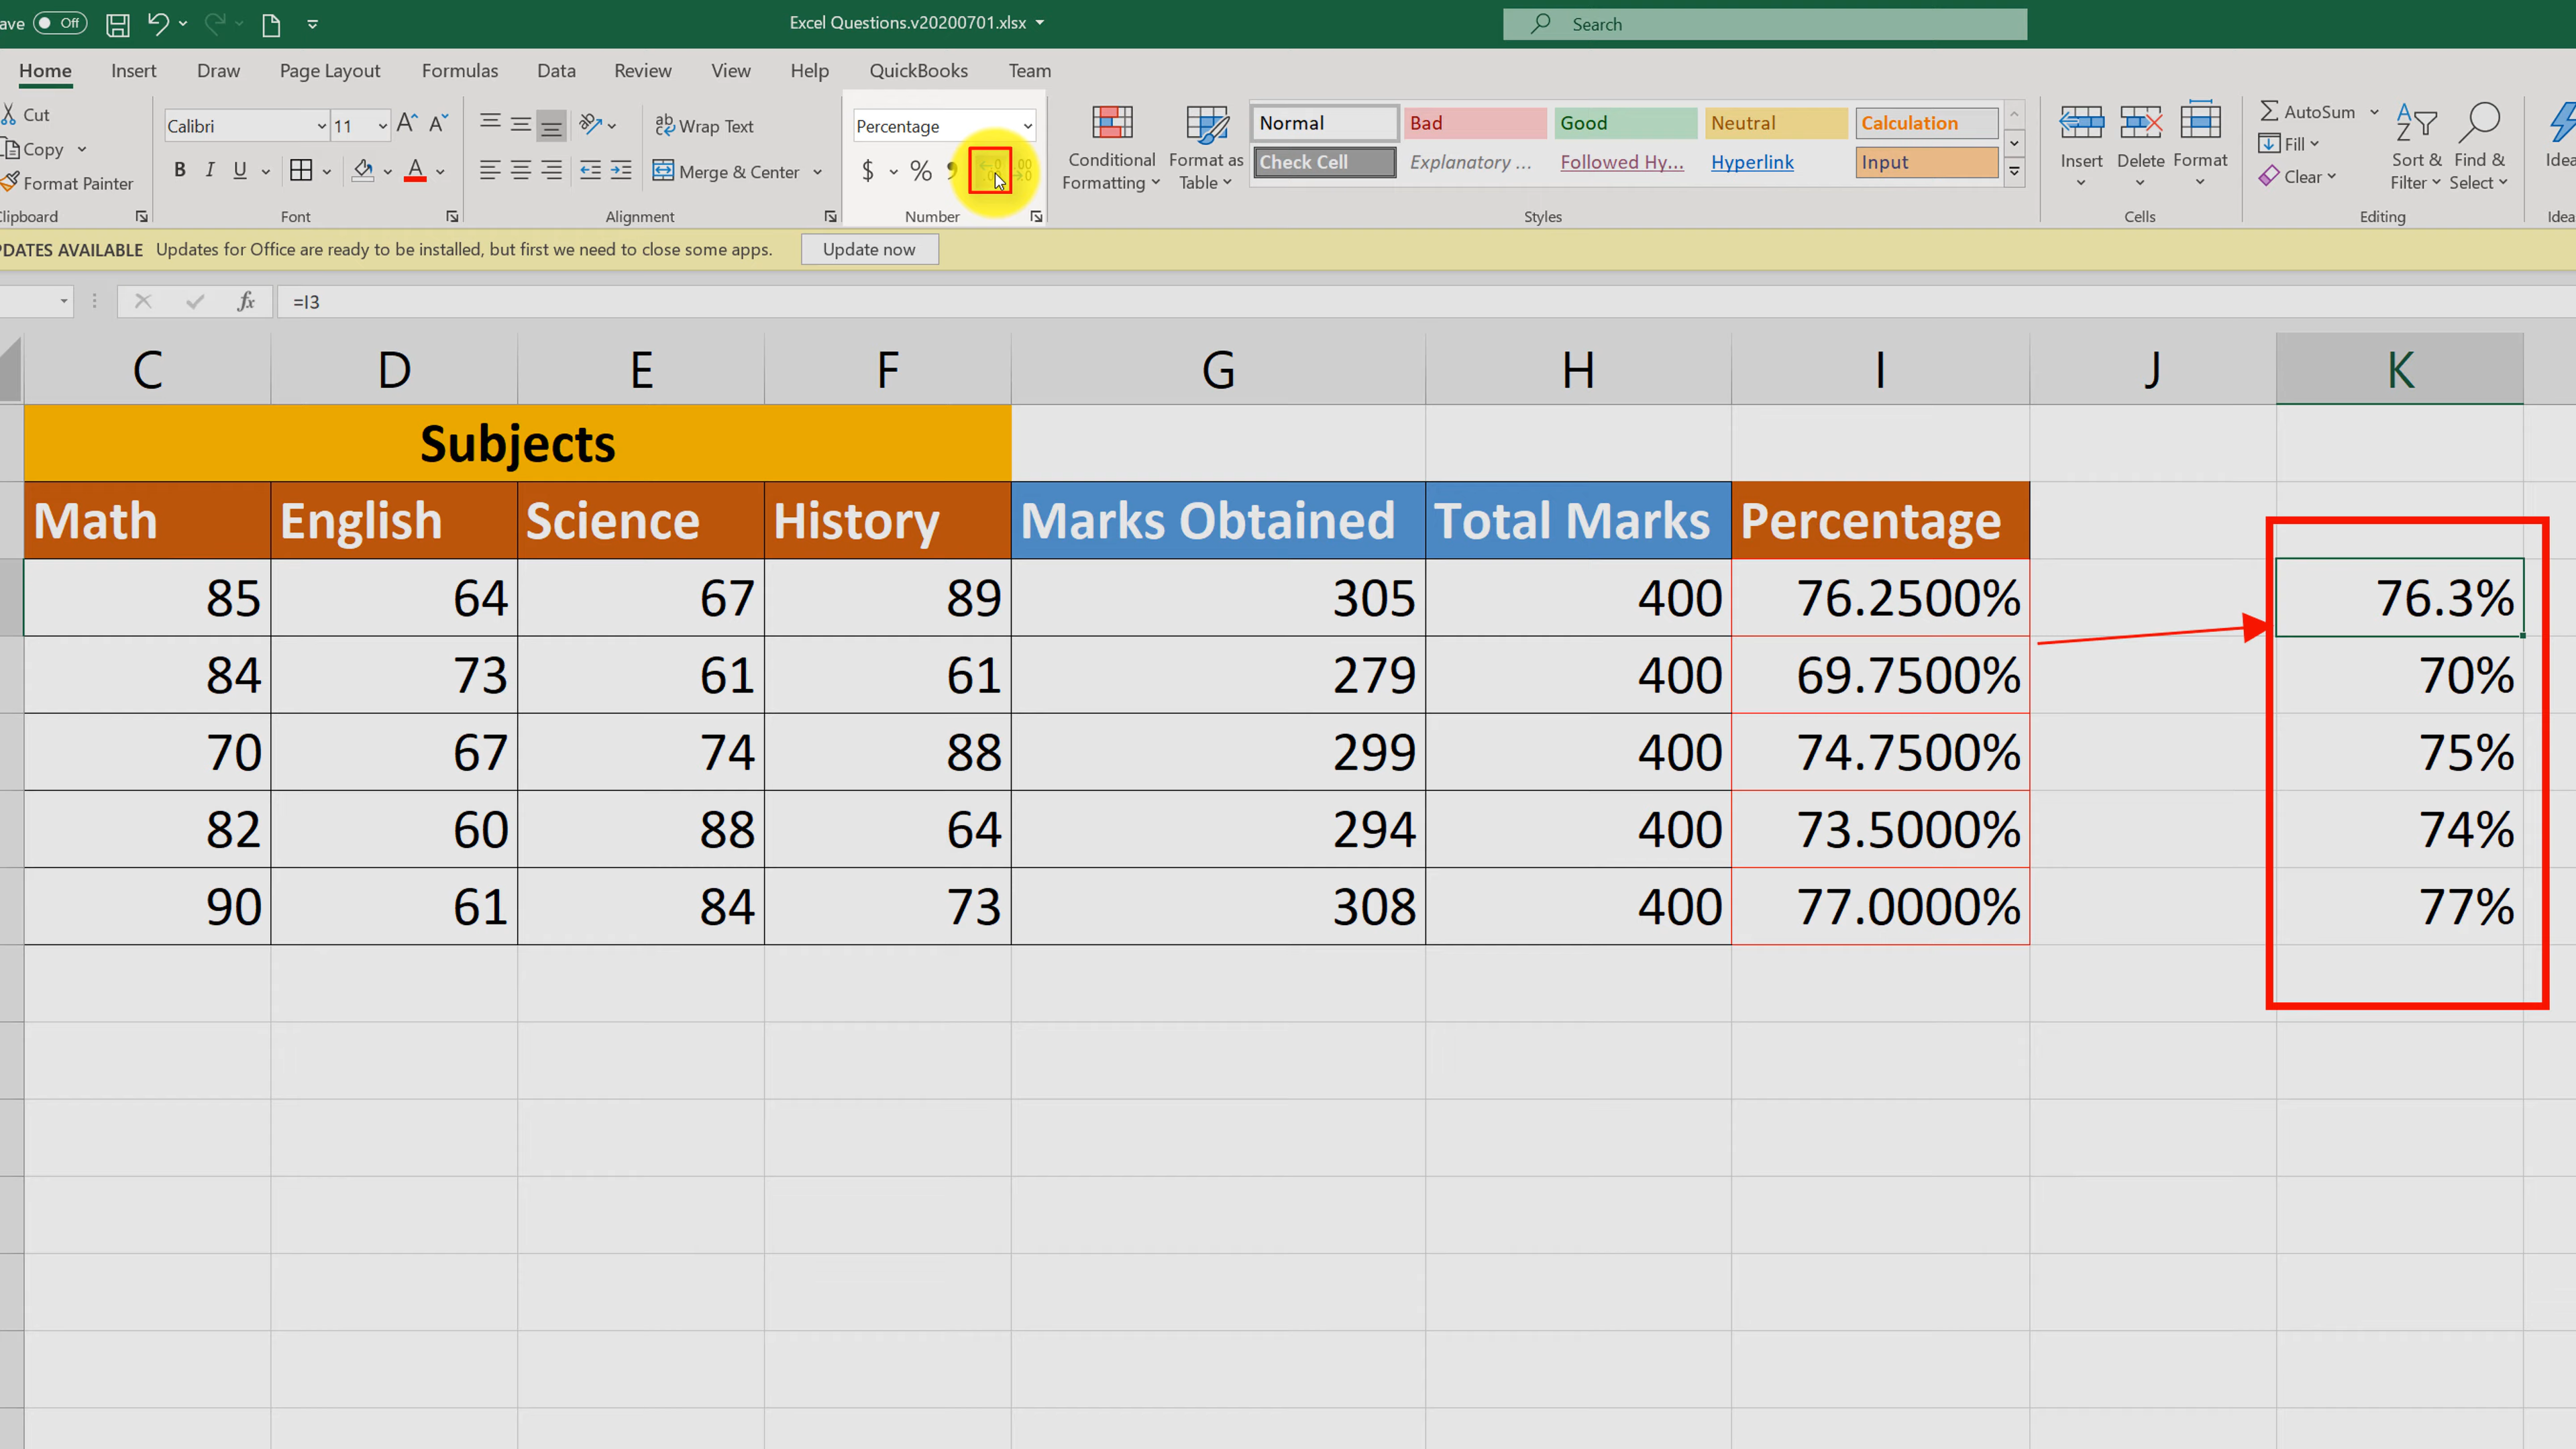 ave Off Excel Questions.v20200701.xlsx Search
Home Insert Draw Page Layout Formulas Data Review View Help QuickBooks Team
Cut
Copy
Format Painter
Clipboard
Calibri 11
B I U A
Font
ab Wrap Text
Merge & Center
Alignment
Percentage
$ % ,
Number
Conditional Formatting
Format as Table
Normal Bad Good Neutral Calculation
Check Cell Explanatory ... Followed Hy... Hyperlink Input
Styles
Insert Delete Format
Cells
AutoSum
Fill
Clear
Sort & Filter
Find & Select
Editing
Idea
Idea
PDATES AVAILABLE Updates for Office are ready to be installed, but first we need to close some apps. Update now
fx =I3
C D E F G H I J K
Subjects
Math English Science History Marks Obtained Total Marks Percentage
85 64 67 89 305 400 76.2500% 76.3%
84 73 61 61 279 400 69.7500% 70%
70 67 74 88 299 400 74.7500% 75%
82 60 88 64 294 400 73.5000% 74%
90 61 84 73 308 400 77.0000% 77%